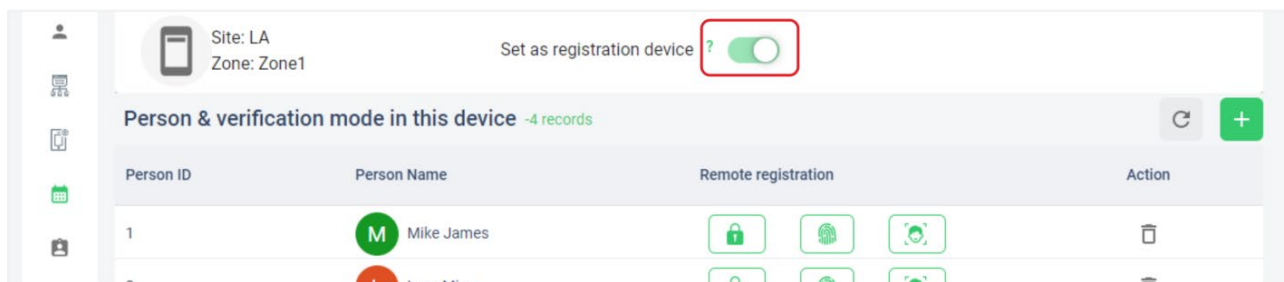 Site: LA
Zone: Zone1
Set as registration device ?
Person & verification mode in this device -4 records
+
Person ID Person Name Remote registration Action
1 M Mike James